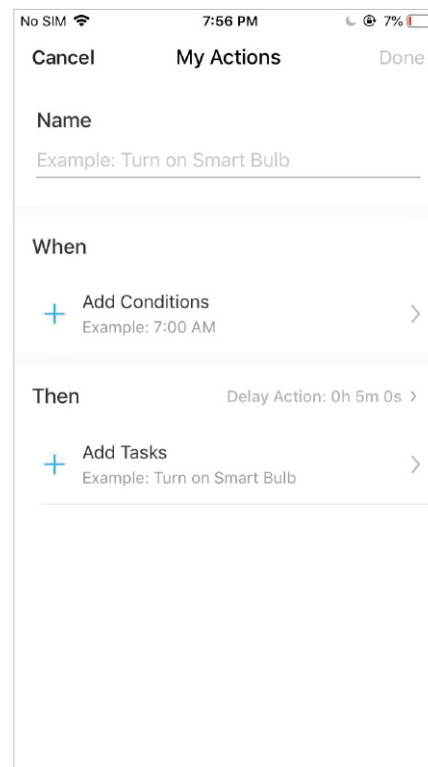 No SIM 7:56 PM 7%
Cancel My Actions Done
Name
Example: Turn on Smart Bulb
When
Add Conditions
Example: 7:00 AM
Then Delay Action: 0h 5m 0s >
Add Tasks
Example: Turn on Smart Bulb